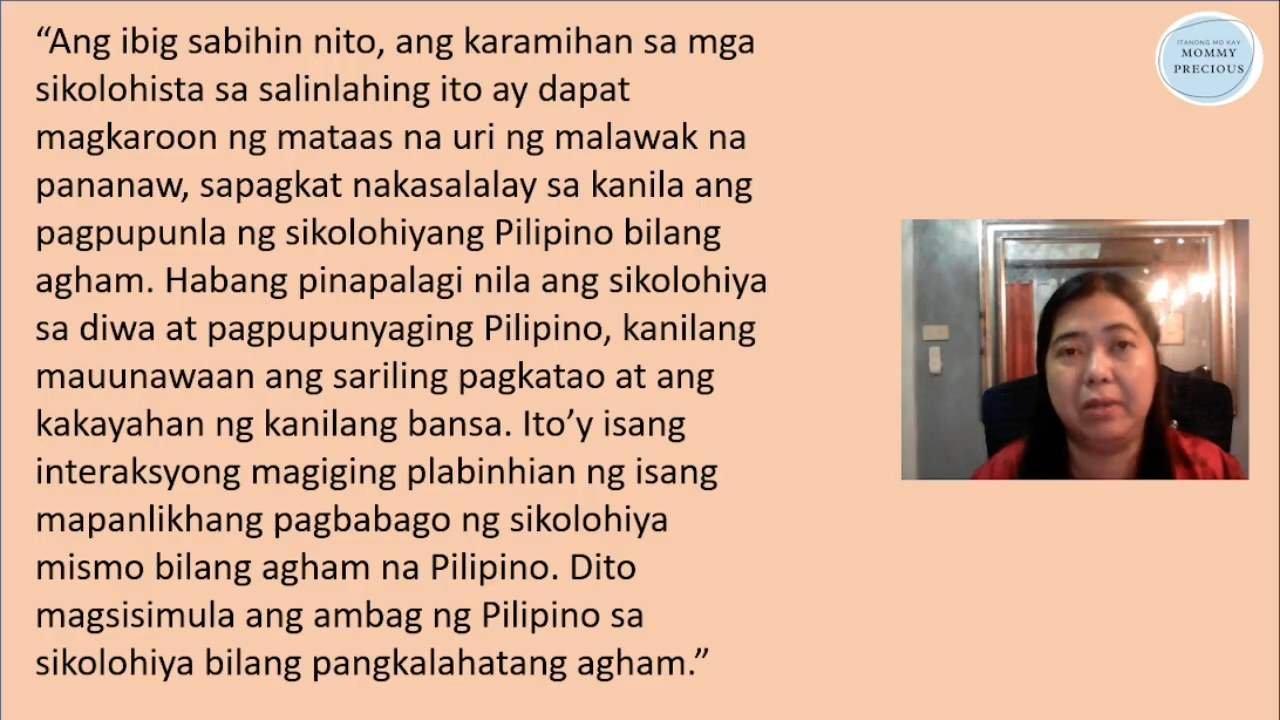 “Ang ibig sabihin nito, ang karamihan sa mga
sikolohista sa salinlahing ito ay dapat
magkaroon ng mataas na uri ng malawak na
pananaw, sapagkat nakasalalay sa kanila ang
pagpupunla ng sikolohiyang Pilipino bilang
agham. Habang pinapalagi nila ang sikolohiya
sa diwa at pagpupunyaging Pilipino, kanilang
mauunawaan ang sariling pagkatao at ang
kakayahan ng kanilang bansa. Ito’y isang
interaksyong magiging plabinhian ng isang
mapanlikhang pagbabago ng sikolohiya
mismo bilang agham na Pilipino. Dito
magsisimula ang ambag ng Pilipino sa
sikolohiya bilang pangkalahatang agham.”
ITANONG MO KAY
MOMMY
PRECIOUS